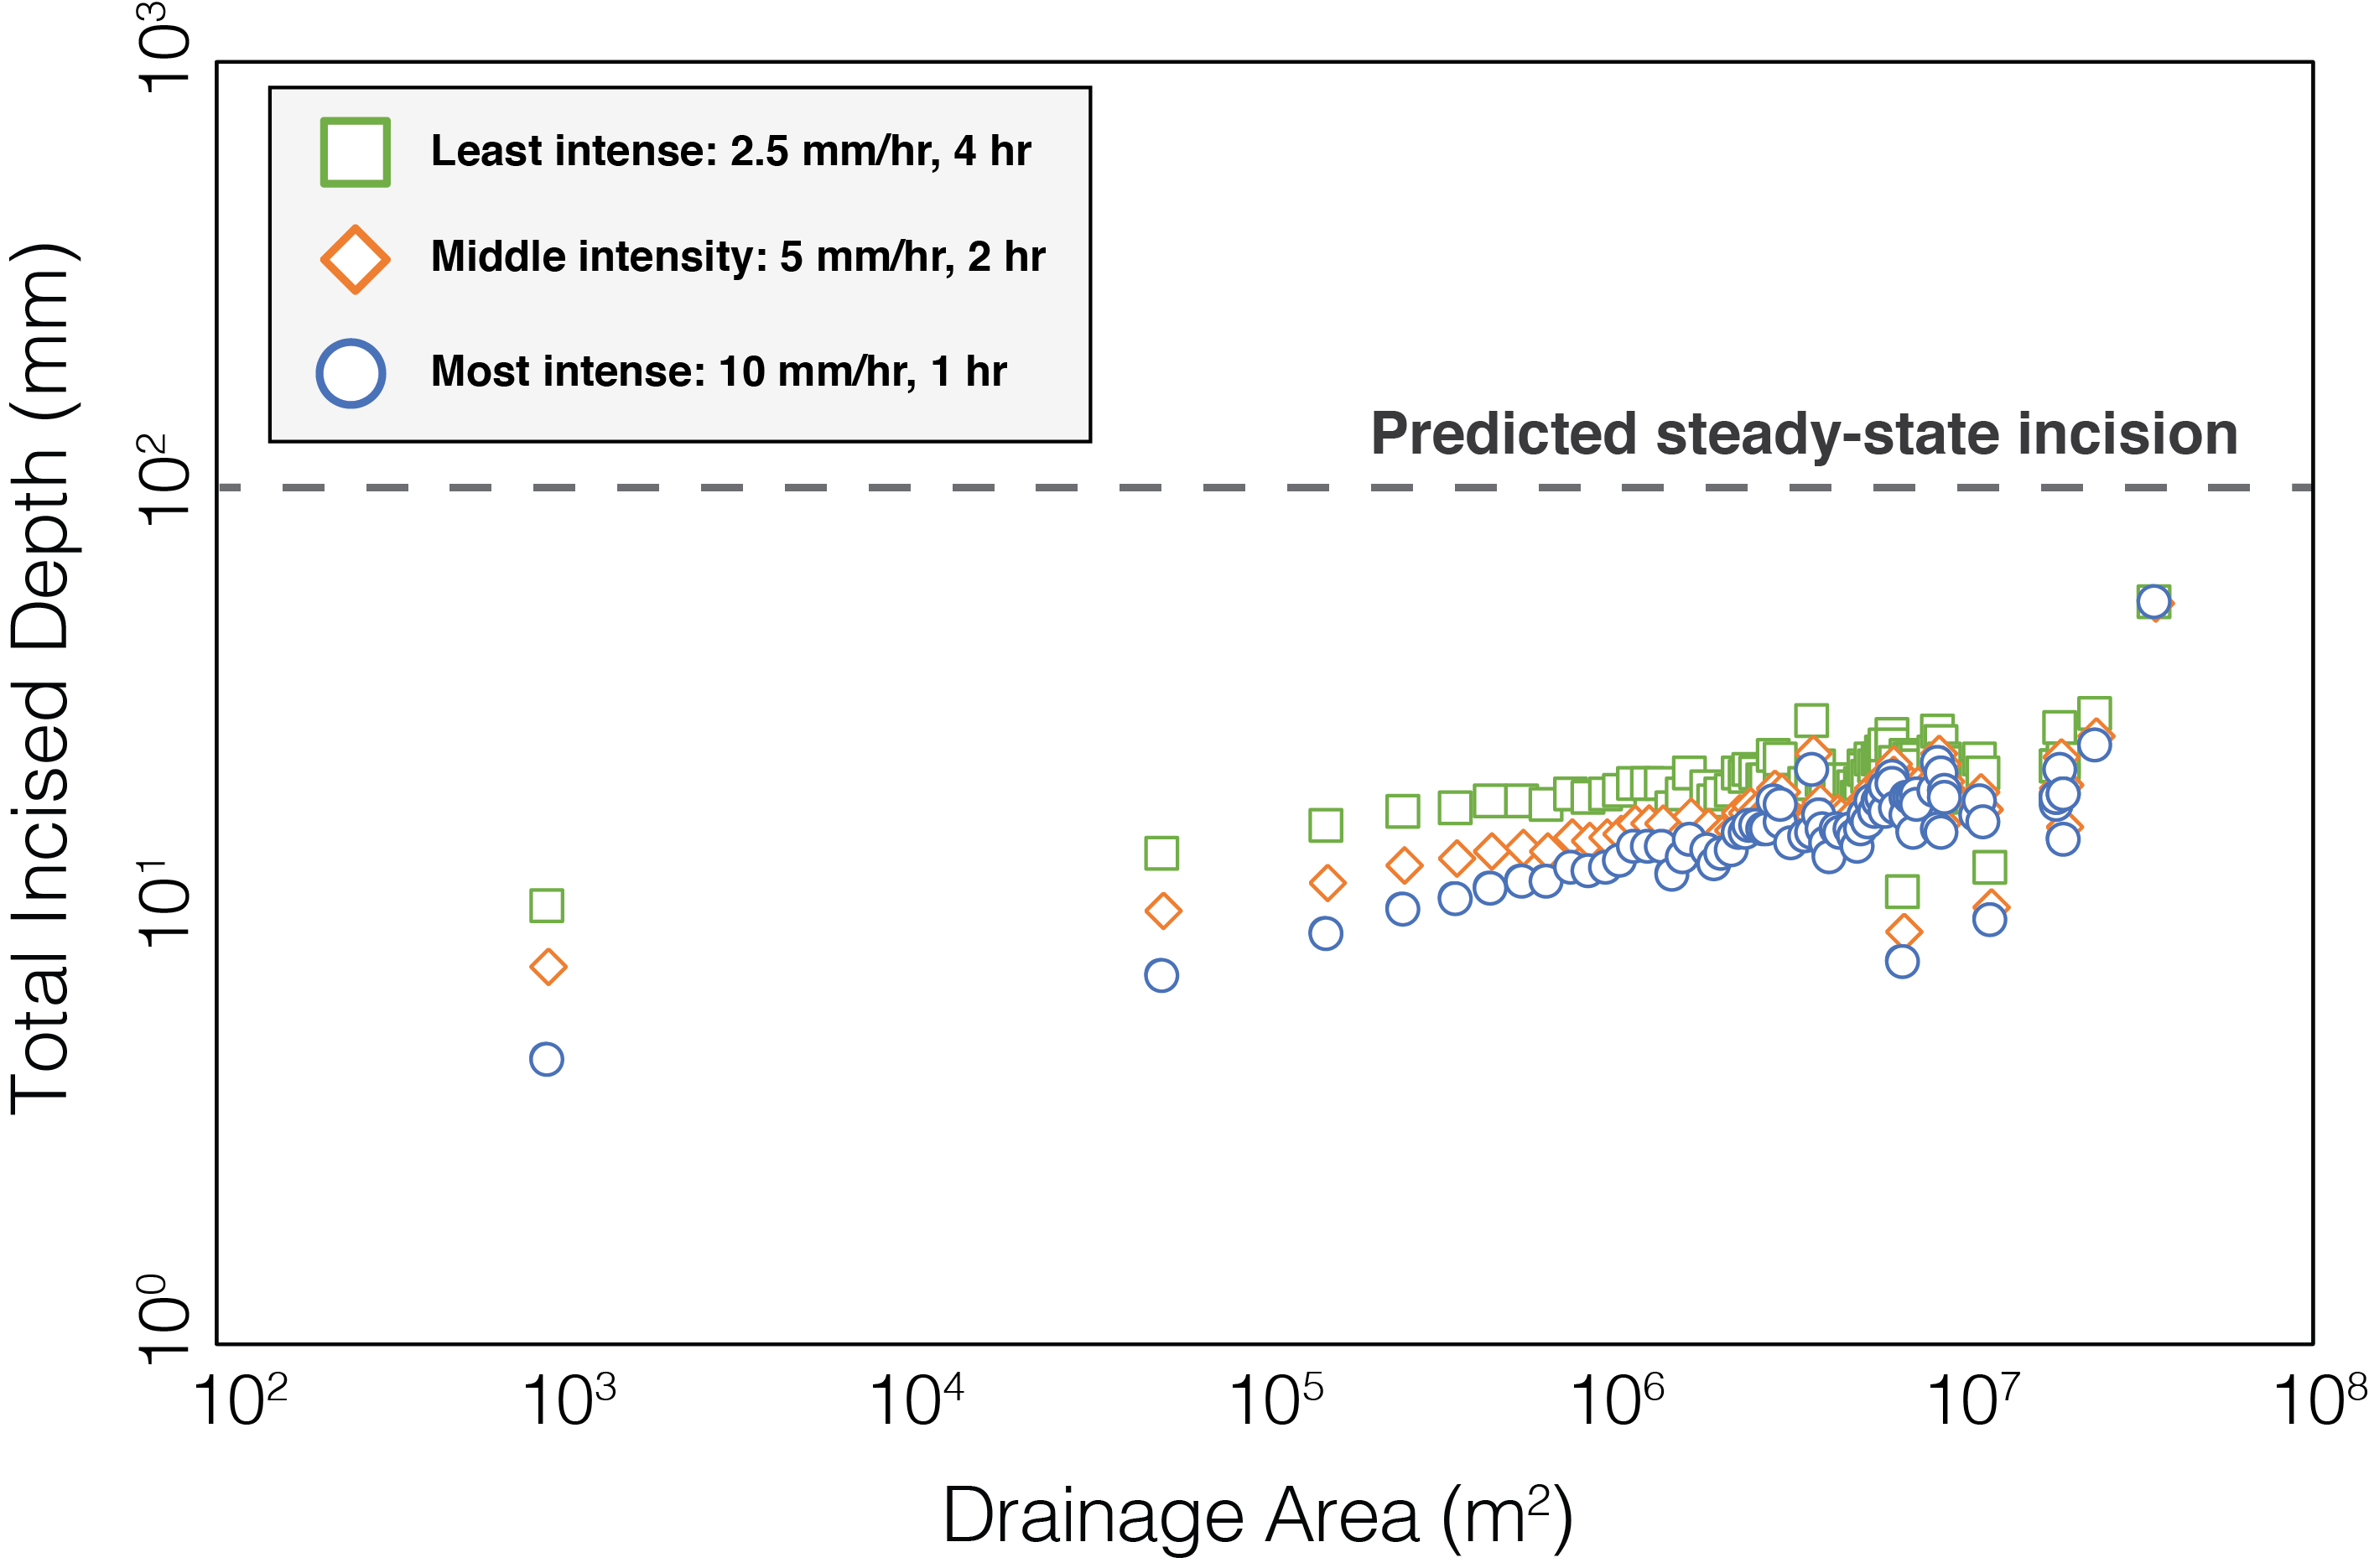 10³
10²
10¹
10⁰
Total Incised Depth (mm)
Least intense: 2.5 mm/hr, 4 hr
Middle intensity: 5 mm/hr, 2 hr
Most intense: 10 mm/hr, 1 hr
Predicted steady-state incision
10² 10³ 10⁴ 10⁵ 10⁶ 10⁷ 10⁸
Drainage Area (m²)